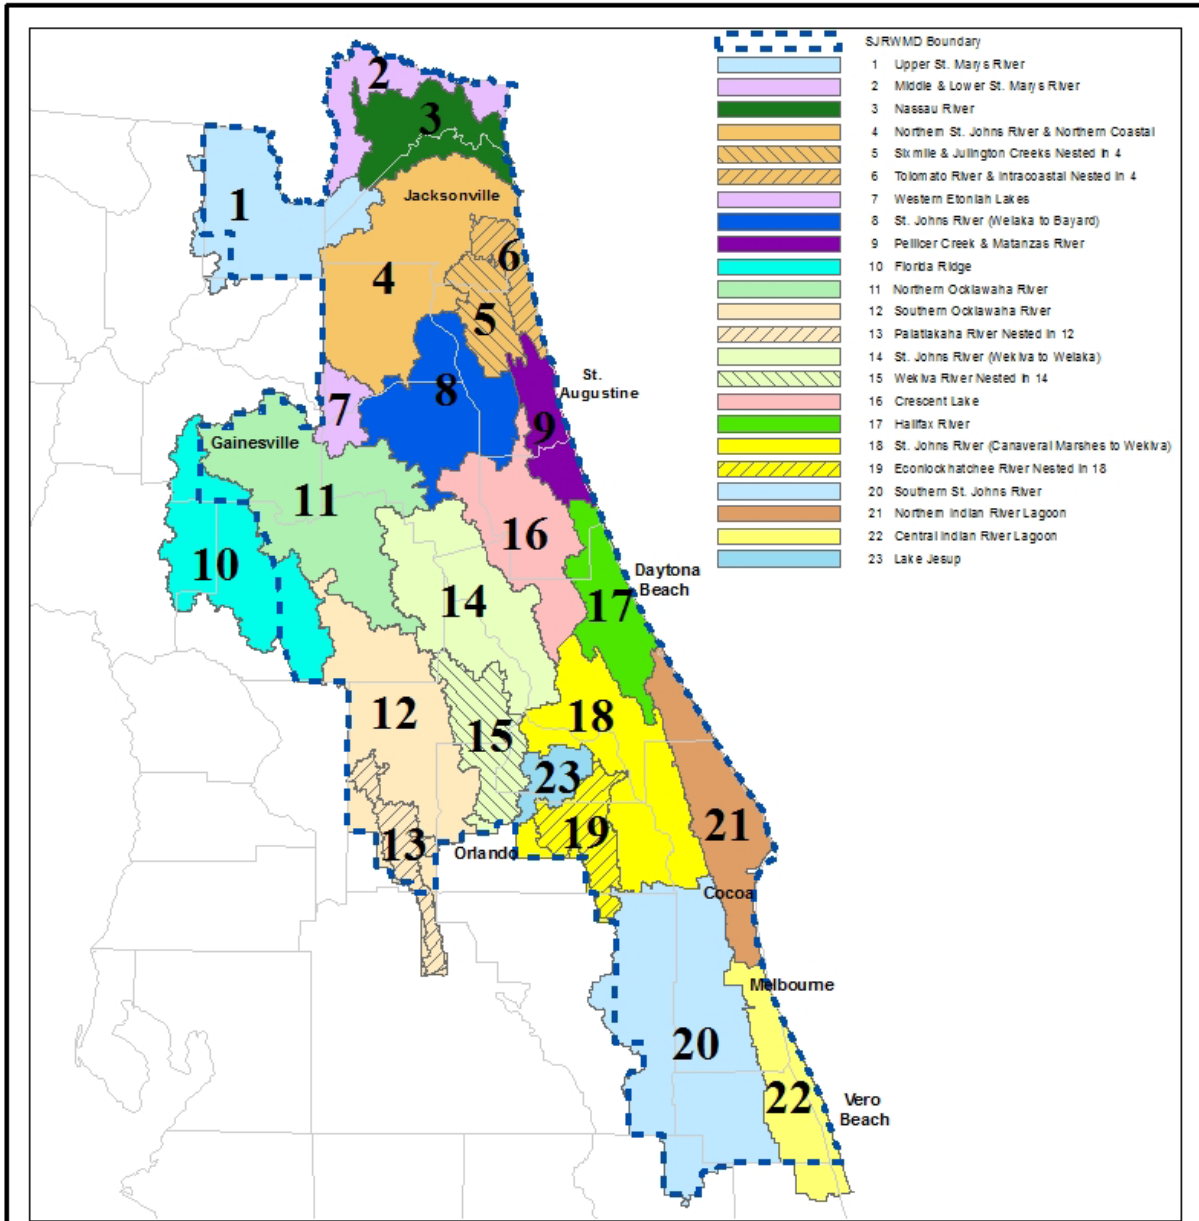 SJRWMD Boundary
1 Upper St. Marys River
2 Middle & Lower St. Marys River
3 Nassau River
4 Northern St. Johns River & Northern Coastal
5 Sixmile & Julington Creeks Nested in 4
6 Tolomato River & Intracoastal Nested in 4
7 Western Etoniah Lakes
8 St. Johns River (Welaka to Bayard)
9 Pellicer Creek & Matanzas River
10 Florida Ridge
11 Northern Ocklawaha River
12 Southern Ocklawaha River
13 Palatlakaha River Nested in 12
14 St. Johns River (Wekiva to Welaka)
15 Wekiva River Nested in 14
16 Crescent Lake
17 Halifax River
18 St. Johns River (Canaveral Marshes to Wekiva)
19 Econlockhatchee River Nested in 18
20 Southern St. Johns River
21 Northern Indian River Lagoon
22 Central Indian River Lagoon
23 Lake Jesup
2
3
1
Jacksonville
6
4
5
St.
Augustine
8
7
9
Gainesville
11
16
10
Daytona
Beach
14
17
12
18
15
23
21
19
13
Orlando
Cocoa
Melbourne
20
22
Vero
Beach